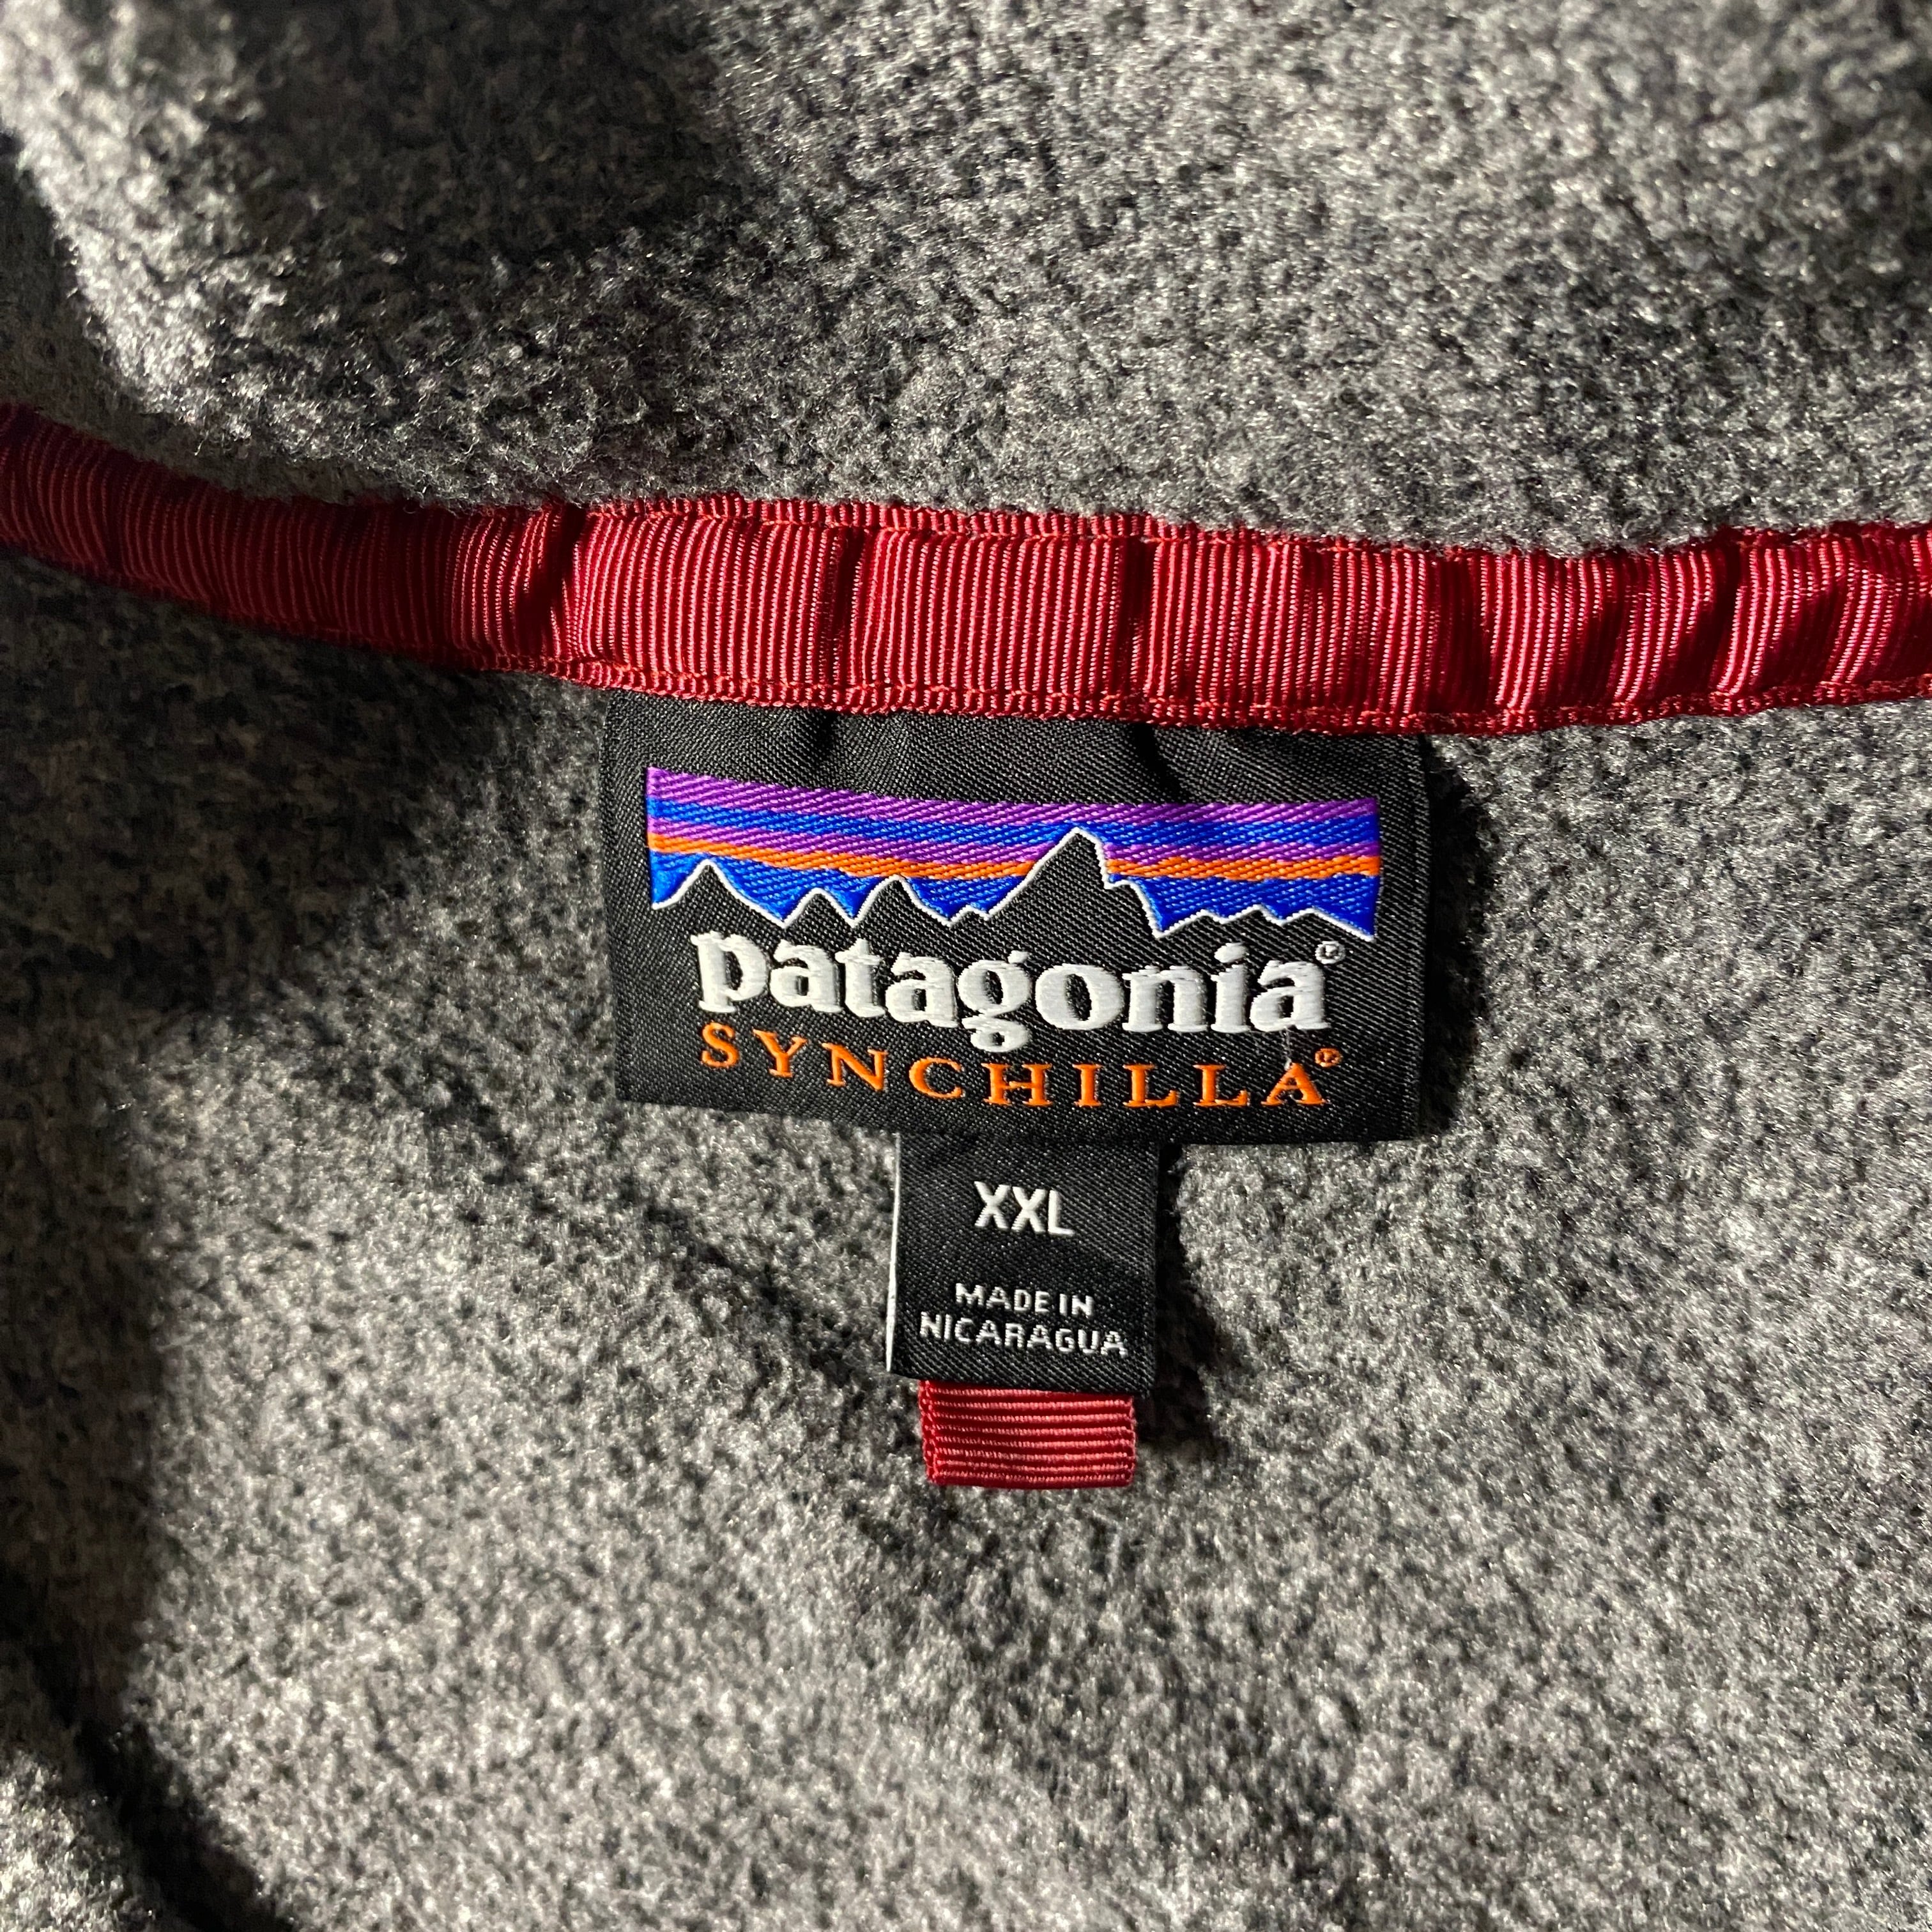 patagonia®
SYNCHILLA®
XXL
MADE IN
NICARAGUA